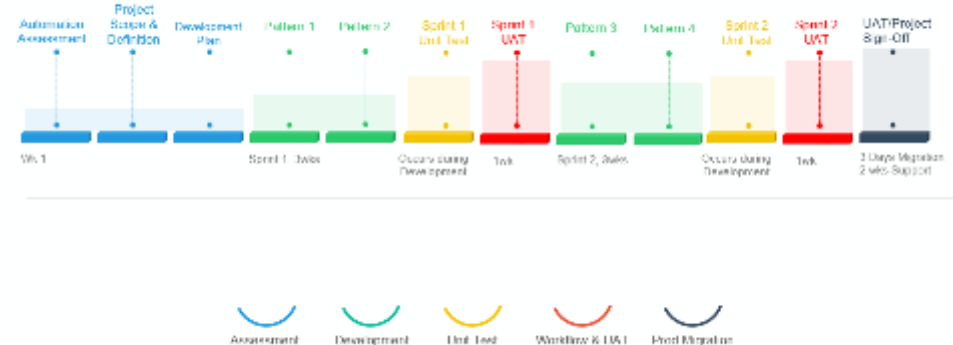 Automation
Assessment
Project
Scope &
Definition
Development
Plan
Pattern 1
Pattern 2
Sprint 1
Unit Test
Sprint 1
UAT
Pattern 3
Pattern 4
Sprint 2
Unit Test
Sprint 2
UAT
UAT/Project
Sign-Off
Wk 1
Sprint 1, 3wks
Occurs during
Development
1wk
Sprint 2, 3wks
Occurs during
Development
1wk
3 Days Migration
2 wks-Support
Assessment
Development
Unit Test
Workflow & UAT
Prod Migration